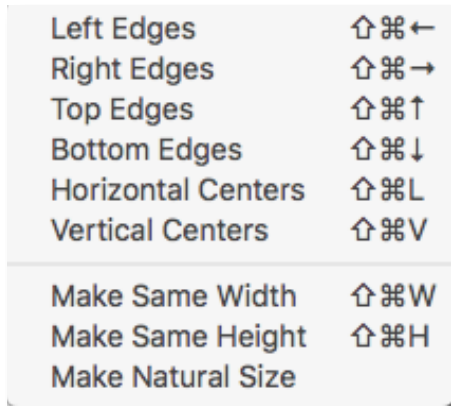 Left Edges ⇧⌘←
Right Edges ⇧⌘→
Top Edges ⇧⌘↑
Bottom Edges ⇧⌘↓
Horizontal Centers ⇧⌘L
Vertical Centers ⇧⌘V
Make Same Width ⇧⌘W
Make Same Height ⇧⌘H
Make Natural Size